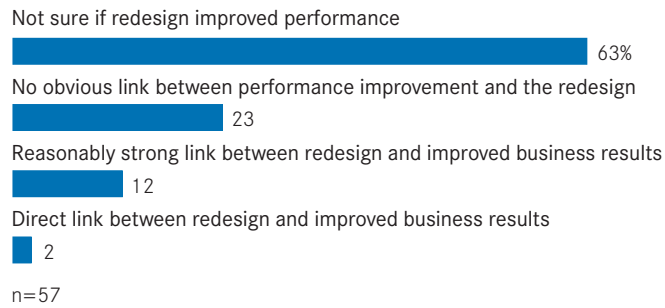 Not sure if redesign improved performance
63%
No obvious link between performance improvement and the redesign
23
Reasonably strong link between redesign and improved business results
12
Direct link between redesign and improved business results
2
n=57